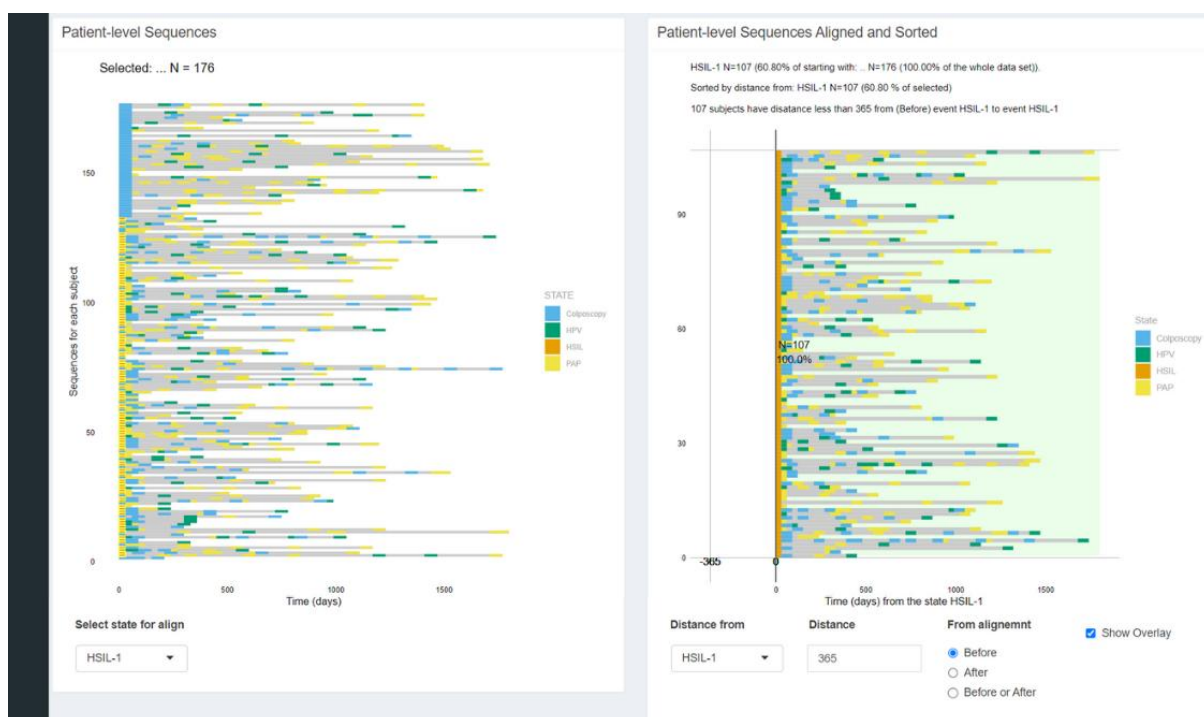 Patient-level Sequences
Selected: ... N = 176
150
100
50
0
Sequences for each subject
0 500 1000 1500
Time (days)
STATE
Colposcopy
HPV
HSIL
PAP
Select state for align
HSIL-1
Patient-level Sequences Aligned and Sorted
HSIL-1 N=107 (60.80% of starting with: .. N=176 (100.00% of the whole data set)).
Sorted by distance from: HSIL-1 N=107 (60.80 % of selected)
107 subjects have disatance less than 365 from (Before) event HSIL-1 to event HSIL-1
90
60
30
0
N=107
100.0%
-365 0
0 500 1000 1500
Time (days) from the state HSIL-1
State
Colposcopy
HPV
HSIL
PAP
Distance from
HSIL-1
Distance
365
From alignemnt
Before
After
Before or After
Show Overlay